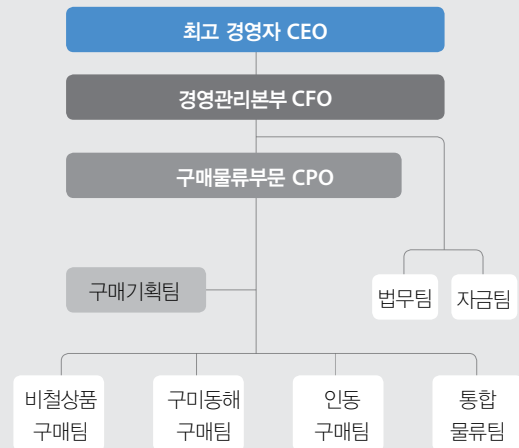 최고 경영자 CEO
경영관리본부 CFO
구매물류부문 CPO
구매기획팀
법무팀
자금팀
비철상품
구매팀
구미동해
구매팀
인동
구매팀
통합
물류팀